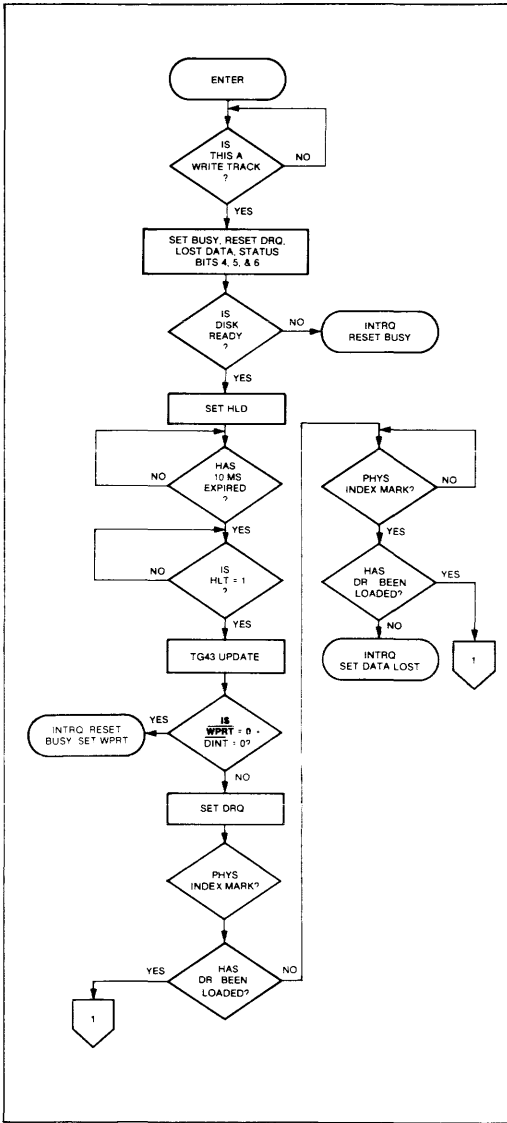 ENTER
IS
THIS A
WRITE TRACK
?
NO
YES
SET BUSY, RESET DRQ,
LOST DATA, STATUS
BITS 4, 5, & 6
IS
DISK
READY
?
NO
INTRQ
RESET BUSY
YES
SET HLD
HAS
10 MS
EXPIRED
?
NO
YES
IS
HLT = 1
?
NO
YES
TG43 UPDATE
IS
WPRT = 0 -
DINT = 0?
YES
INTRQ RESET
BUSY SET WPRT
NO
SET DRQ
PHYS
INDEX MARK?
HAS
DR BEEN
LOADED?
YES
NO
1
PHYS
INDEX MARK?
NO
YES
HAS
DR BEEN
LOADED?
YES
NO
INTRQ
SET DATA LOST
1